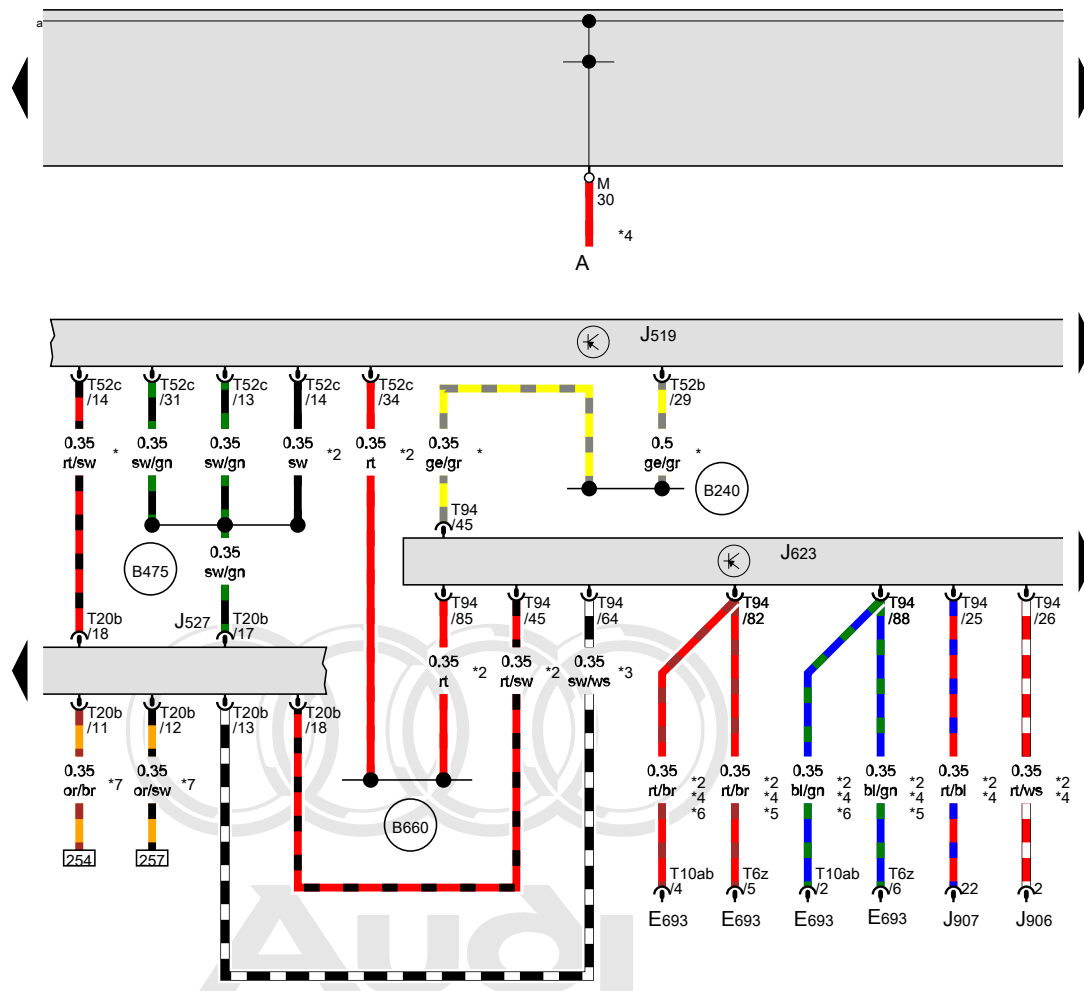 a
M
30
*4
A
J519
T52c
/14
T52c
/31
T52c
/13
T52c
/14
T52c
/34
T52b
/29
0.35
rt/sw
*
0.35
sw/gn
0.35
sw/gn
0.35
sw
*2
0.35
rt
*2
0.35
ge/gr
*
0.5
ge/gr
*
B240
T94
/45
B475
0.35
sw/gn
J623
T20b
/18
J527
T20b
/17
T94
/85
T94
/45
T94
/64
T94
/82
T94
/88
T94
/25
T94
/26
0.35
rt
*2
0.35
rt/sw
*2
0.35
sw/ws
*3
T20b
/11
T20b
/12
T20b
/13
T20b
/18
0.35
or/br
*7
0.35
or/sw
*7
0.35
rt/br
*2
*4
*6
0.35
rt/br
*2
*4
*5
0.35
bl/gn
*2
*4
*6
0.35
bl/gn
*2
*4
*5
0.35
rt/bl
*2
*4
0.35
rt/ws
*2
*4
B660
254
257
T10ab
/4
T6z
/5
T10ab
/2
T6z
/6
22
2
E693
E693
E693
E693
J907
J906
Audi